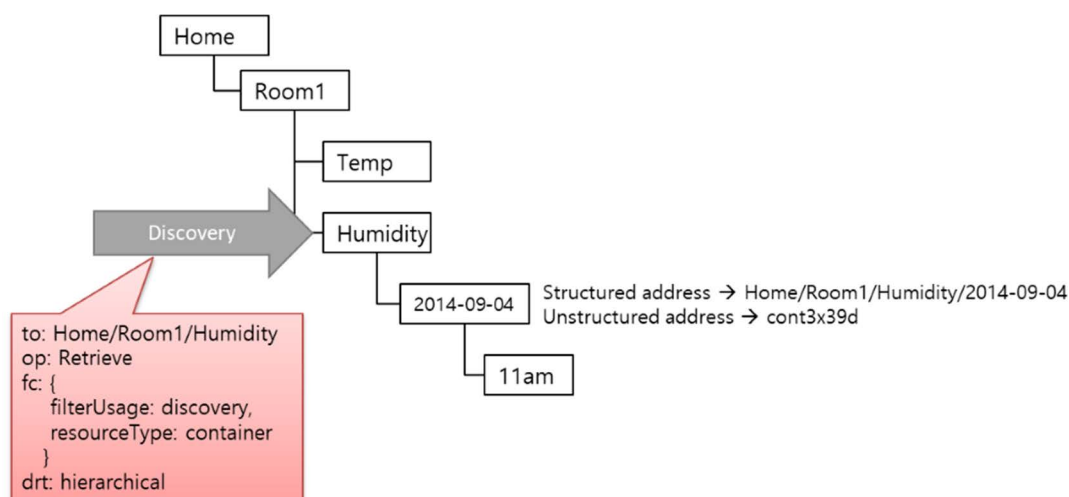 Home
Room1
Temp
Discovery
Humidity
2014-09-04
Structured address → Home/Room1/Humidity/2014-09-04
Unstructured address → cont3x39d
11am
to: Home/Room1/Humidity
op: Retrieve
fc: {
filterUsage: discovery,
resourceType: container
}
drt: hierarchical